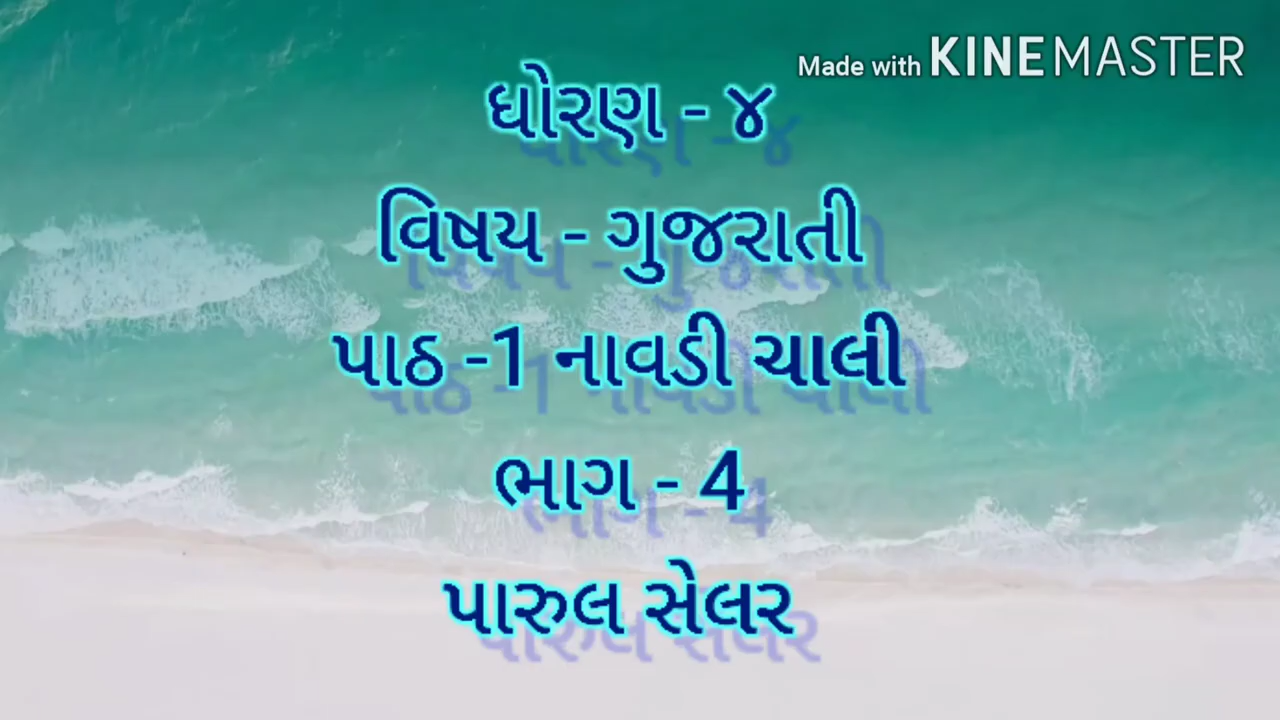 Made with KINEMASTER
ધોરણ - ૪
વિષય - ગુજરાતી
પાઠ -1 નાવડી ચાલી
ભાગ - 4
પારુલ સેલર